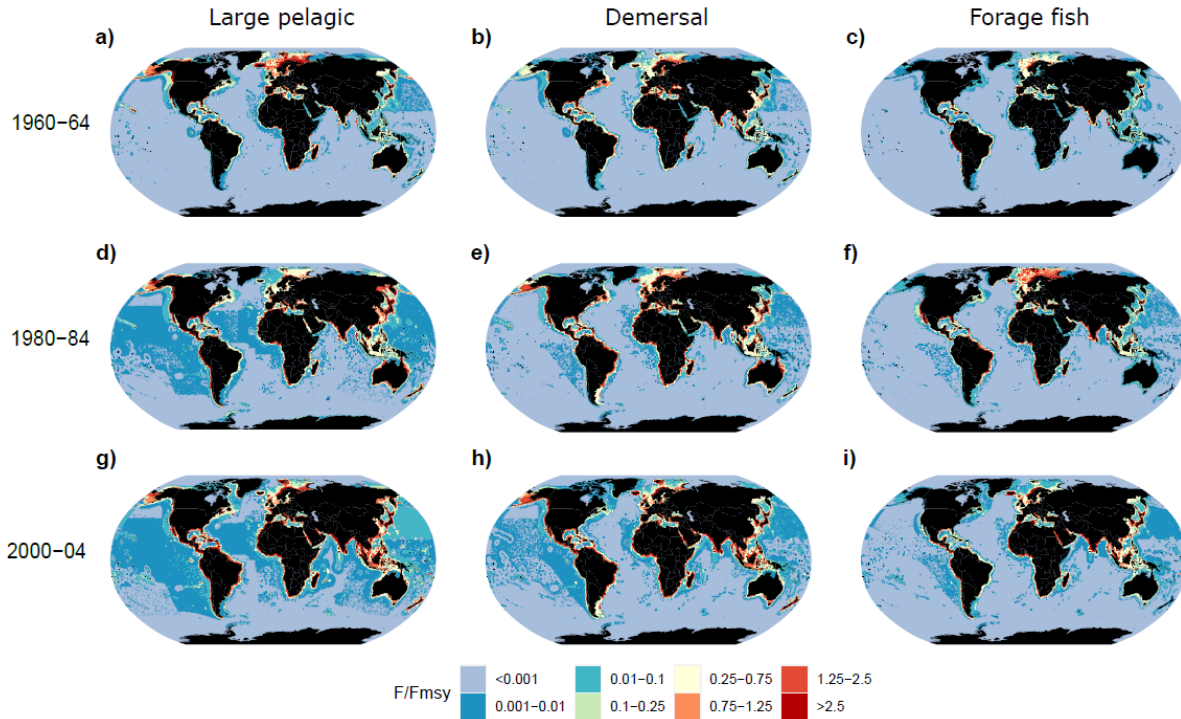 Large pelagic Demersal Forage fish
a) b) c)
1960–64
d) e) f)
1980–84
g) h) i)
2000–04
<0.001 0.01–0.1 0.25–0.75 1.25–2.5
F/Fmsy
0.001–0.01 0.1–0.25 0.75–1.25 >2.5